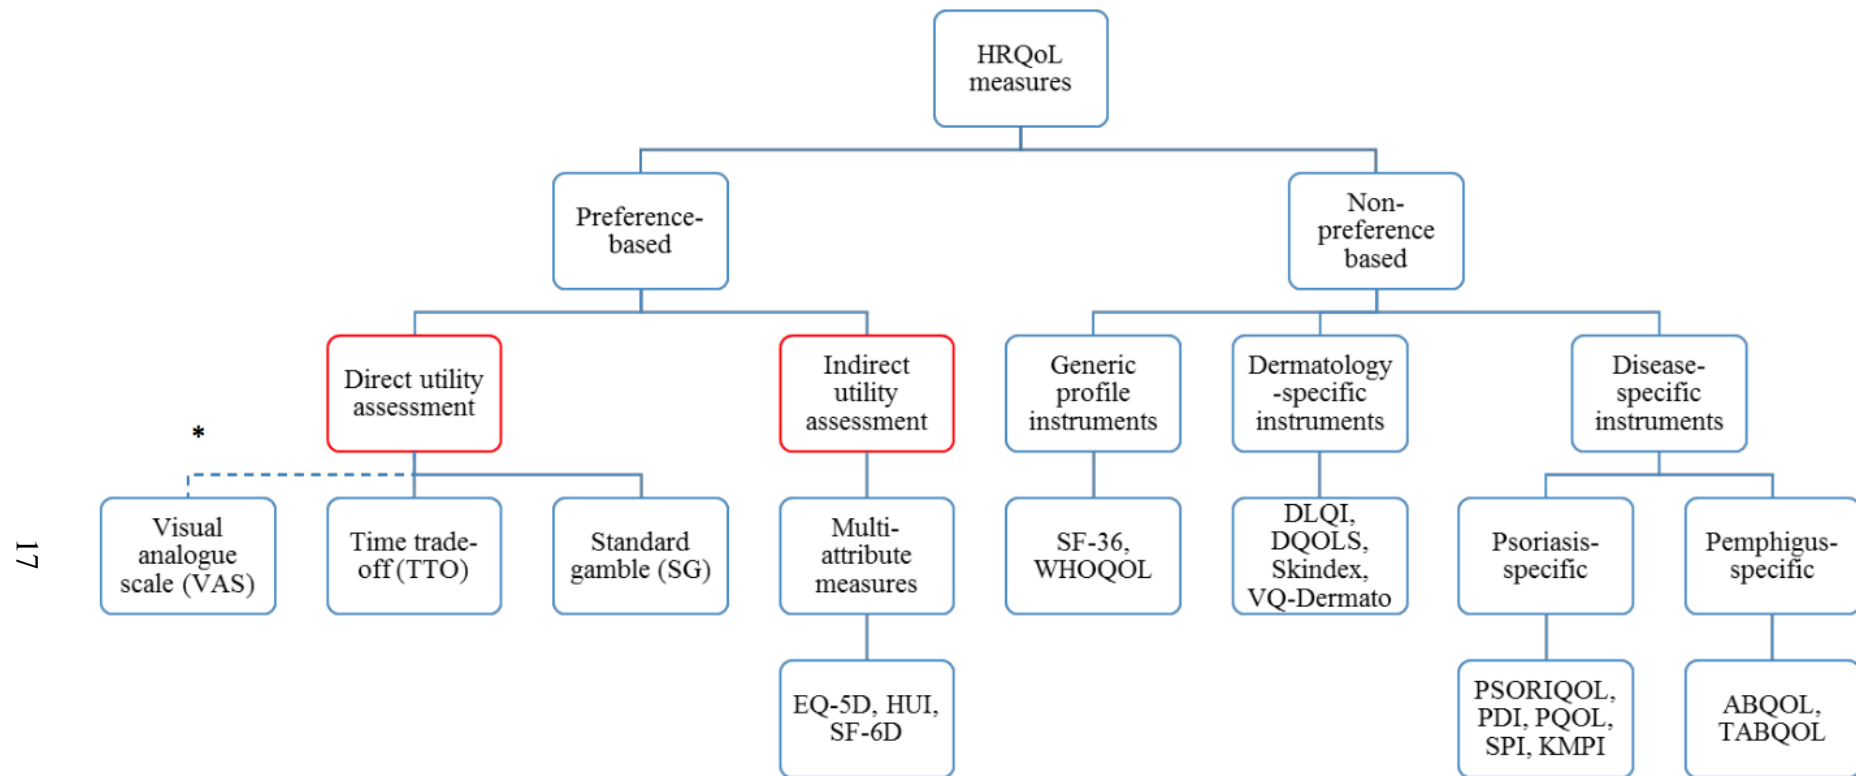 HRQoL
measures
Preference-
based
Non-
preference
based
Direct utility
assessment
Indirect
utility
assessment
Generic
profile
instruments
Dermatology
-specific
instruments
Disease-
specific
instruments
*
Visual
analogue
scale (VAS)
Time trade-
off (TTO)
Standard
gamble (SG)
Multi-
attribute
measures
SF-36,
WHOQOL
DLQI,
DQOLS,
Skindex,
VQ-Dermato
Psoriasis-
specific
Pemphigus-
specific
EQ-5D, HUI,
SF-6D
PSORIQOL,
PDI, PQOL,
SPI, KMPI
ABQOL,
TABQOL
17